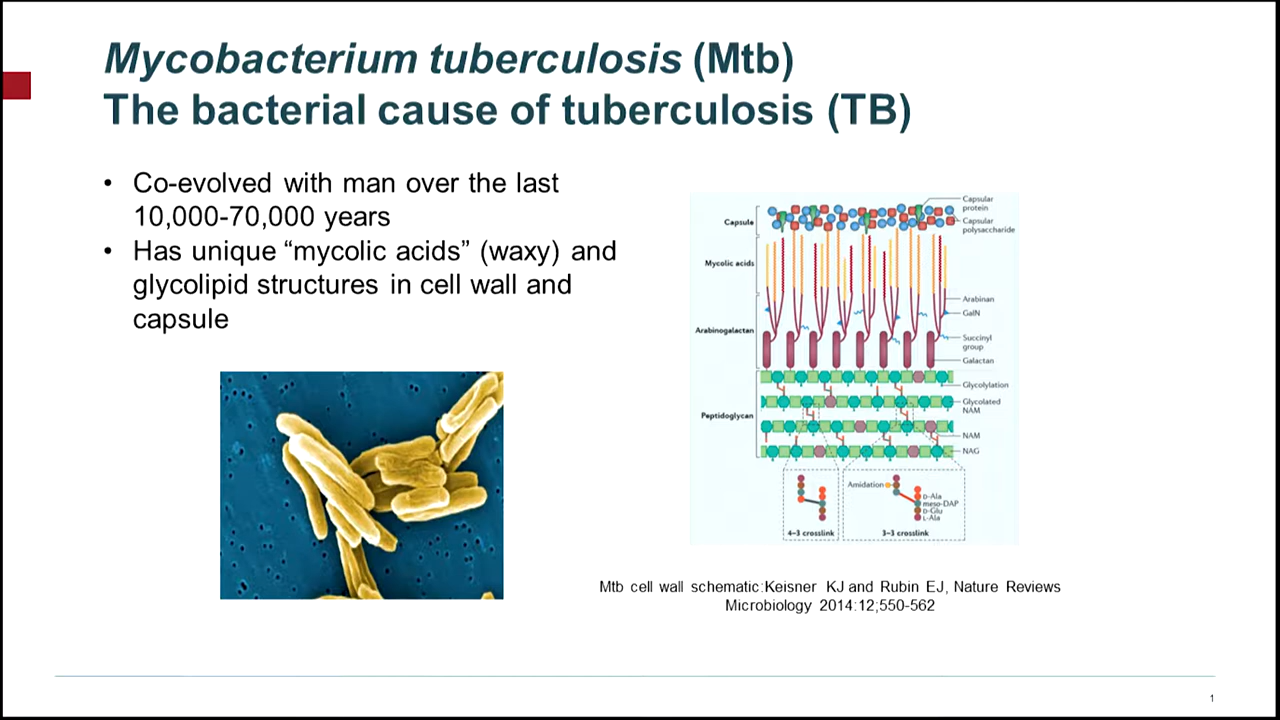 Mycobacterium tuberculosis (Mtb)
The bacterial cause of tuberculosis (TB)
• Co-evolved with man over the last
10,000-70,000 years
• Has unique “mycolic acids” (waxy) and
glycolipid structures in cell wall and
capsule
Capsule
Mycolic acids
Arabinogalactan
Peptidoglycan
Capsular
protein
Capsular
polysaccharide
Arabinan
GalN
Succinyl
group
Galactan
Glycolylation
Glycolated
NAM
NAM
NAG
4–3 crosslink
Amidation
D-Ala
meso-DAP
D-Glu
L-Ala
3–3 crosslink
Mtb cell wall schematic:Keisner KJ and Rubin EJ, Nature Reviews
Microbiology 2014:12;550-562
1